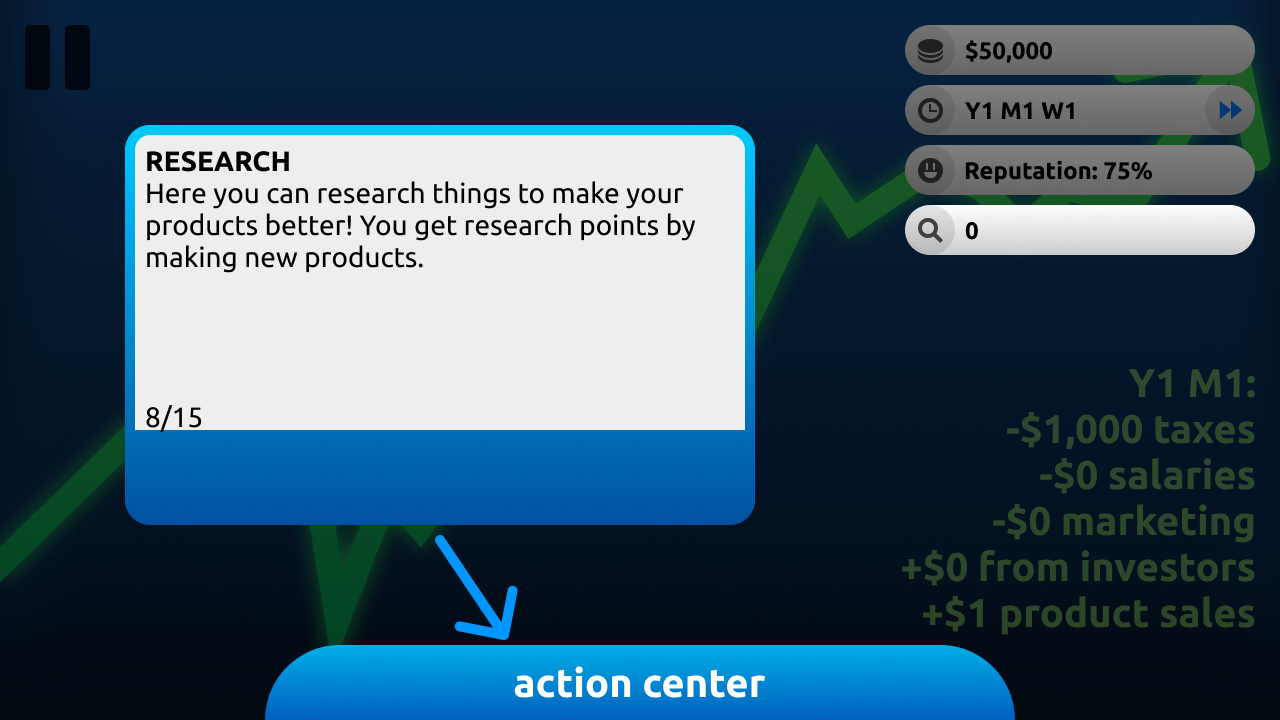 $50,000
Y1 M1 W1
Reputation: 75%
0
RESEARCH
Here you can research things to make your
products better! You get research points by
making new products.
8/15
Y1 M1:
-$1,000 taxes
-$0 salaries
-$0 marketing
+$0 from investors
+$1 product sales
action center